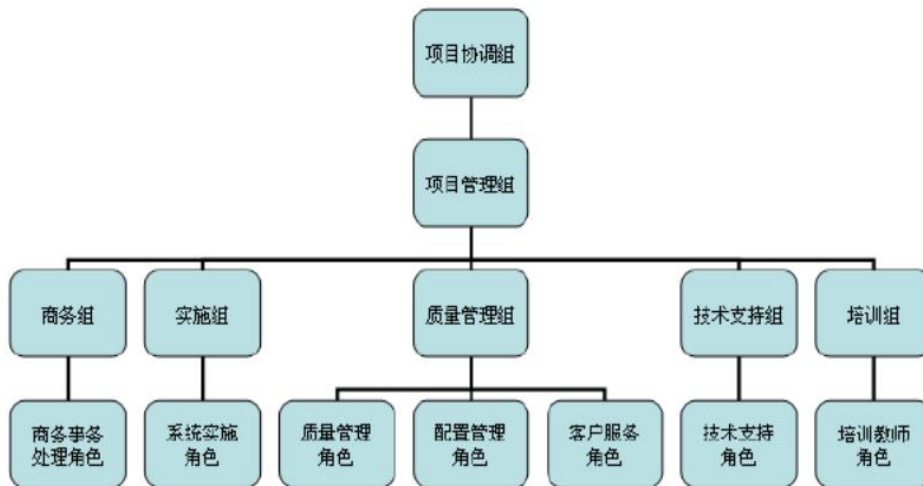 项目协调组
项目管理组
商务组
实施组
质量管理组
技术支持组
培训组
商务事务
处理角色
系统实施
角色
质量管理
角色
配置管理
角色
客户服务
角色
技术支持
角色
培训教师
角色